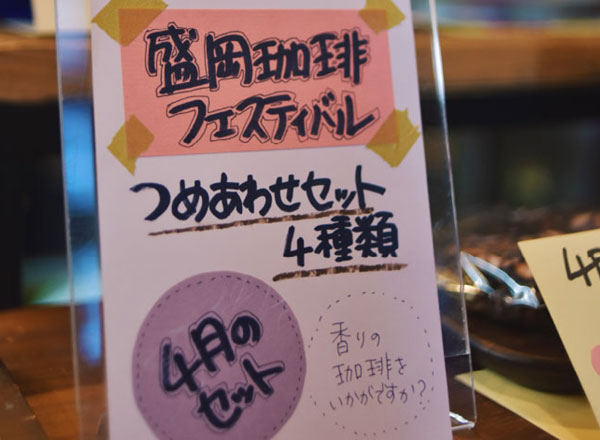 盛岡珈琲
フェスティバル
つめあわせセット
4種類
4月の
セット
香りの
珈琲を
いかがですか?
4月